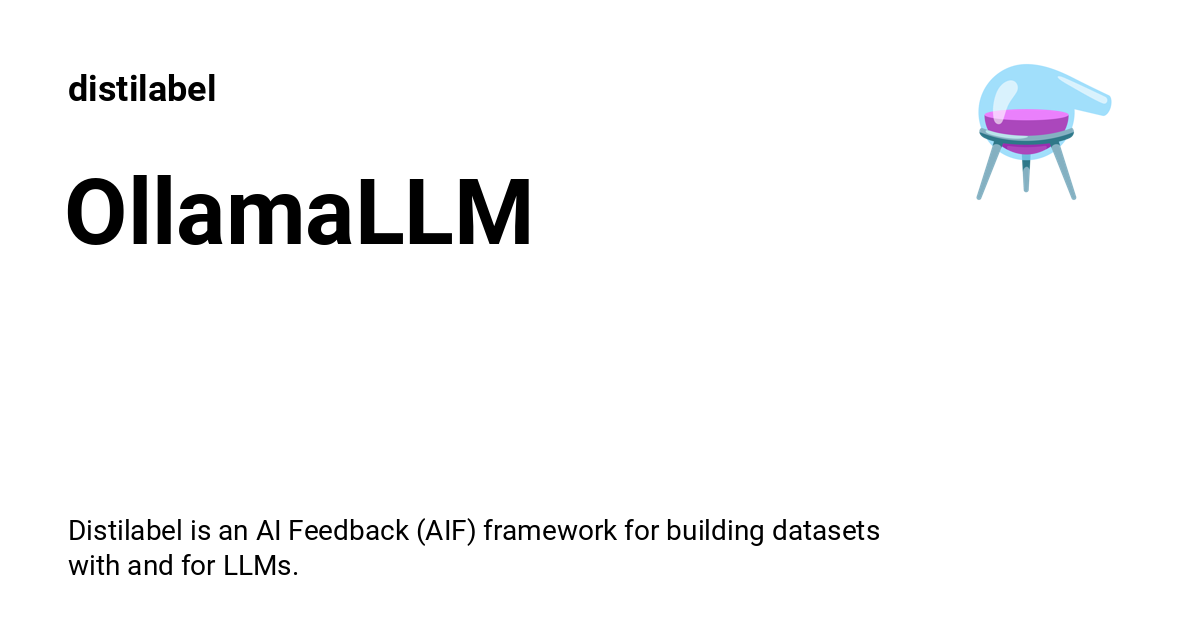 distilabel
OllamaLLM
Distilabel is an AI Feedback (AIF) framework for building datasets
with and for LLMs.